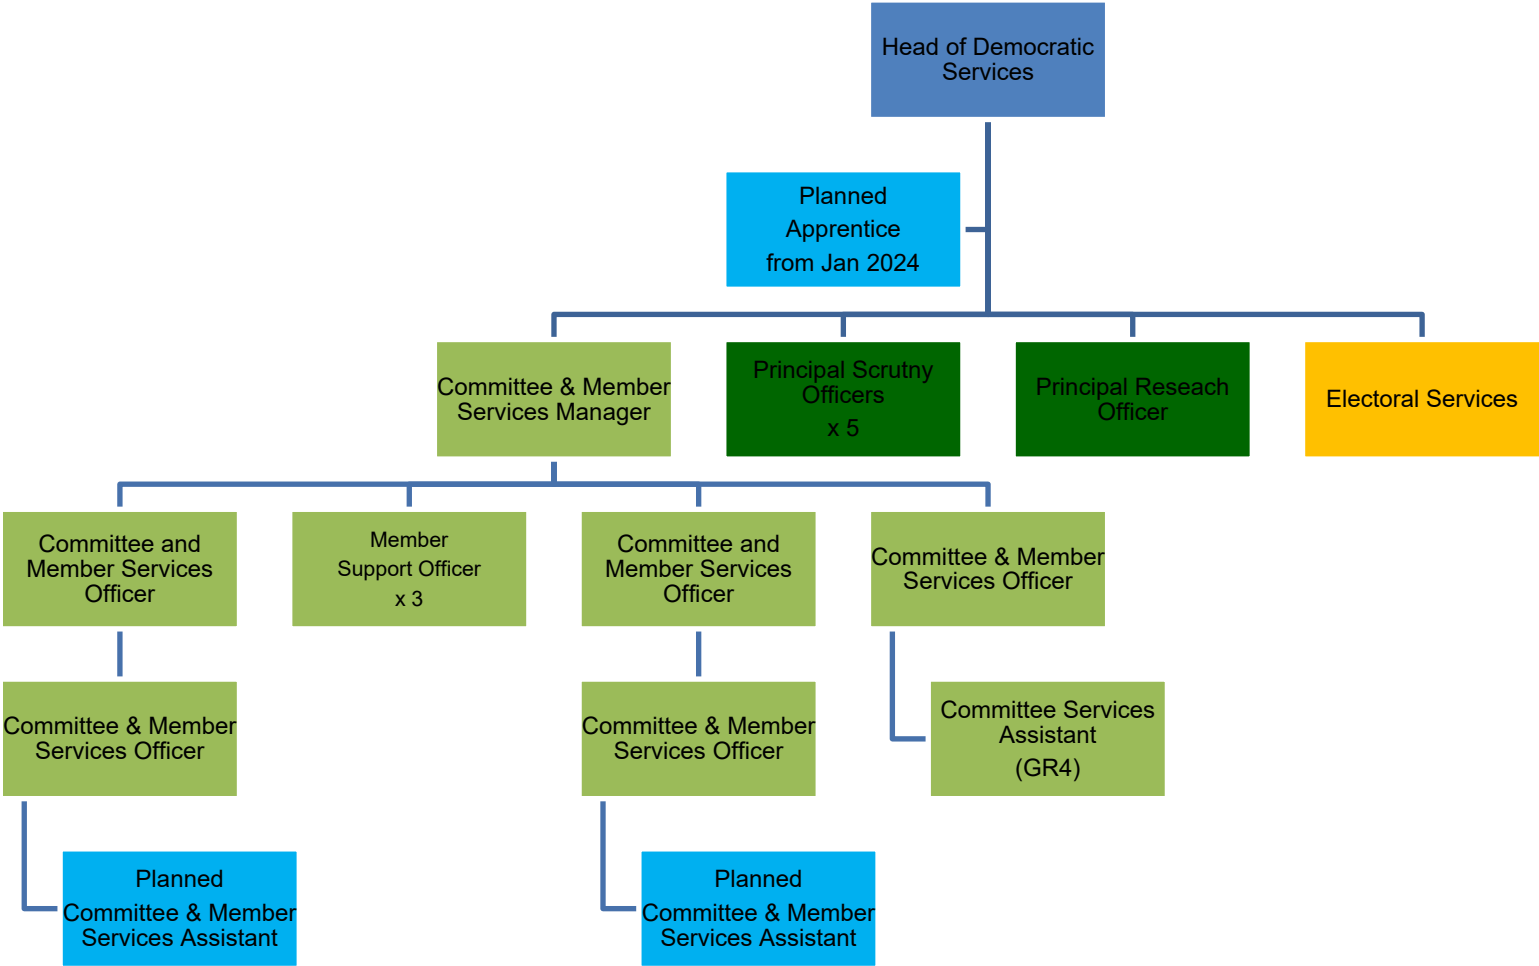 Head of Democratic
Services
Planned
Apprentice
from Jan 2024
Committee & Member
Services Manager
Principal Scrutny
Officers
x 5
Principal Reseach
Officer
Electoral Services
Committee and
Member Services
Officer
Member
Support Officer
x 3
Committee and
Member Services
Officer
Committee & Member
Services Officer
Committee & Member
Services Officer
Committee & Member
Services Officer
Committee Services
Assistant
(GR4)
Planned
Committee & Member
Services Assistant
Planned
Committee & Member
Services Assistant